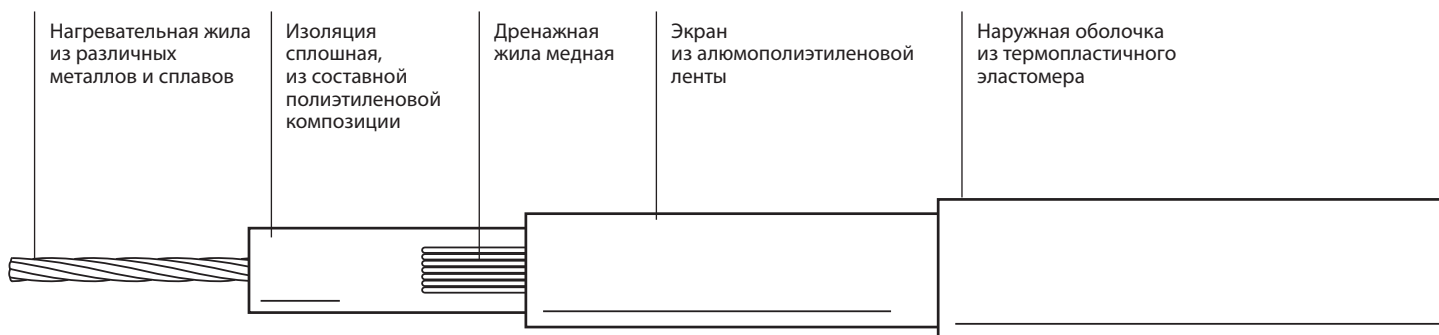 Нагревательная жила
из различных
металлов и сплавов
Изоляция
сплошная,
из составной
полиэтиленовой
композиции
Дренажная
жила медная
Экран
из алюмополиэтиленовой
ленты
Наружная оболочка
из термопластичного
эластомера